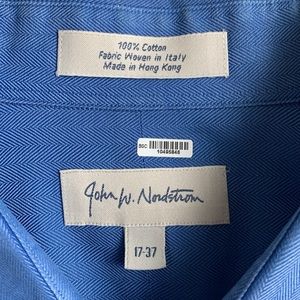 100% Cotton
Fabric Woven in Italy
Made in Hong Kong
10495845
John W. Nordstrom
17-37